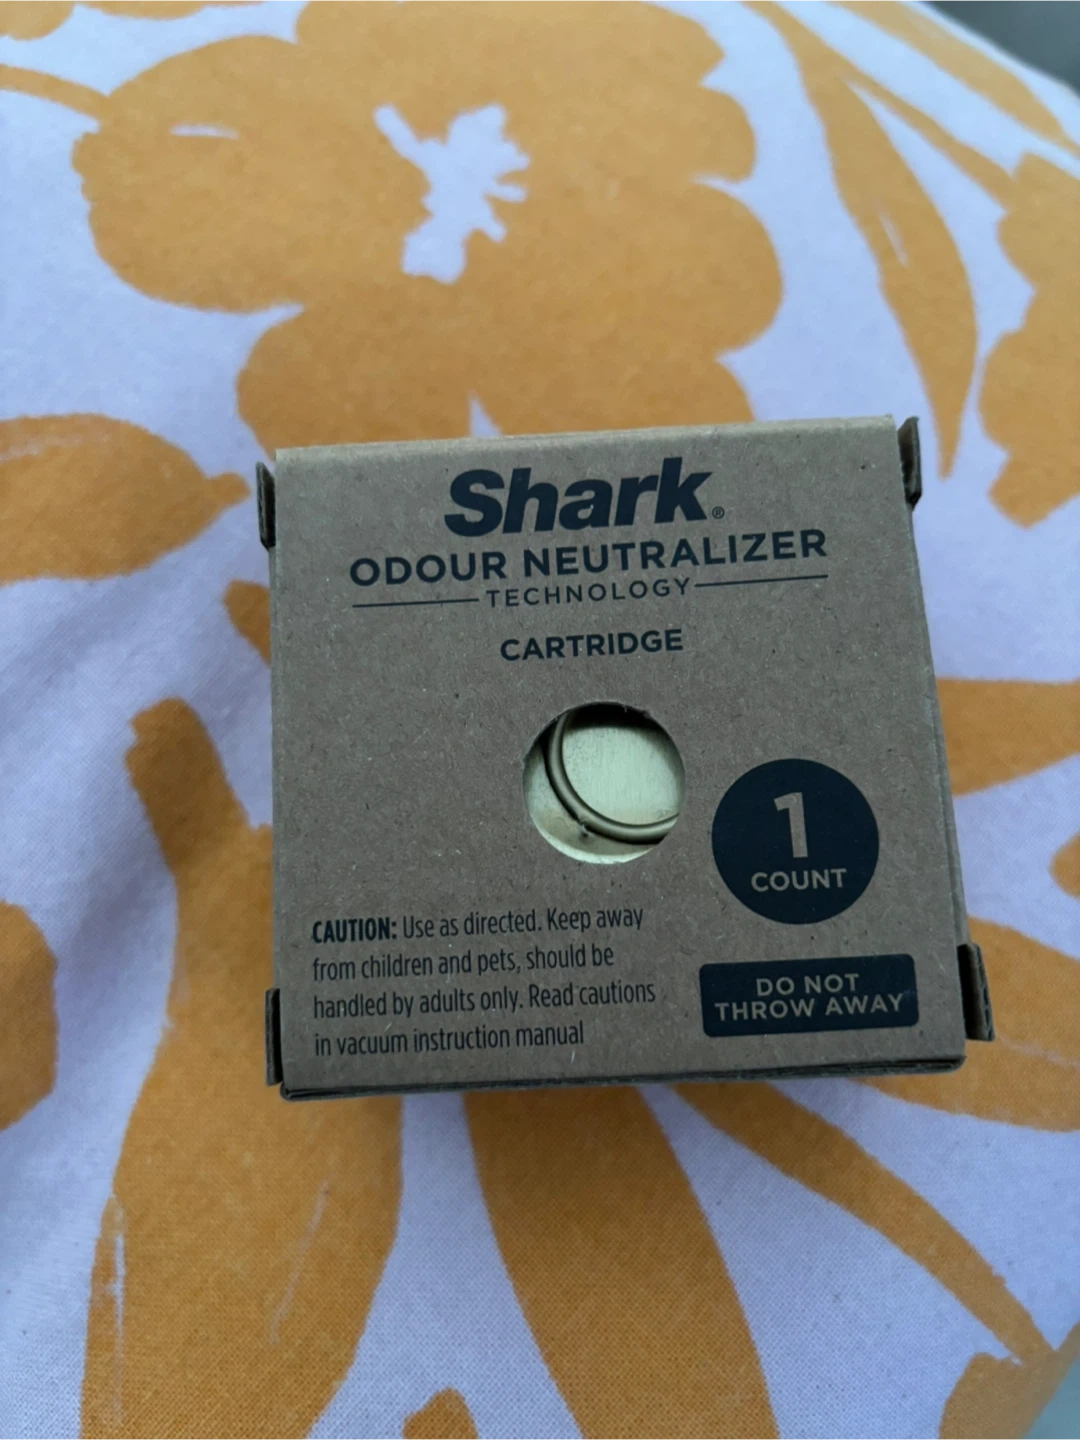 Shark®
ODOUR NEUTRALIZER
TECHNOLOGY
CARTRIDGE
1
COUNT
CAUTION: Use as directed. Keep away
from children and pets, should be
handled by adults only. Read cautions
in vacuum instruction manual
DO NOT
THROW AWAY